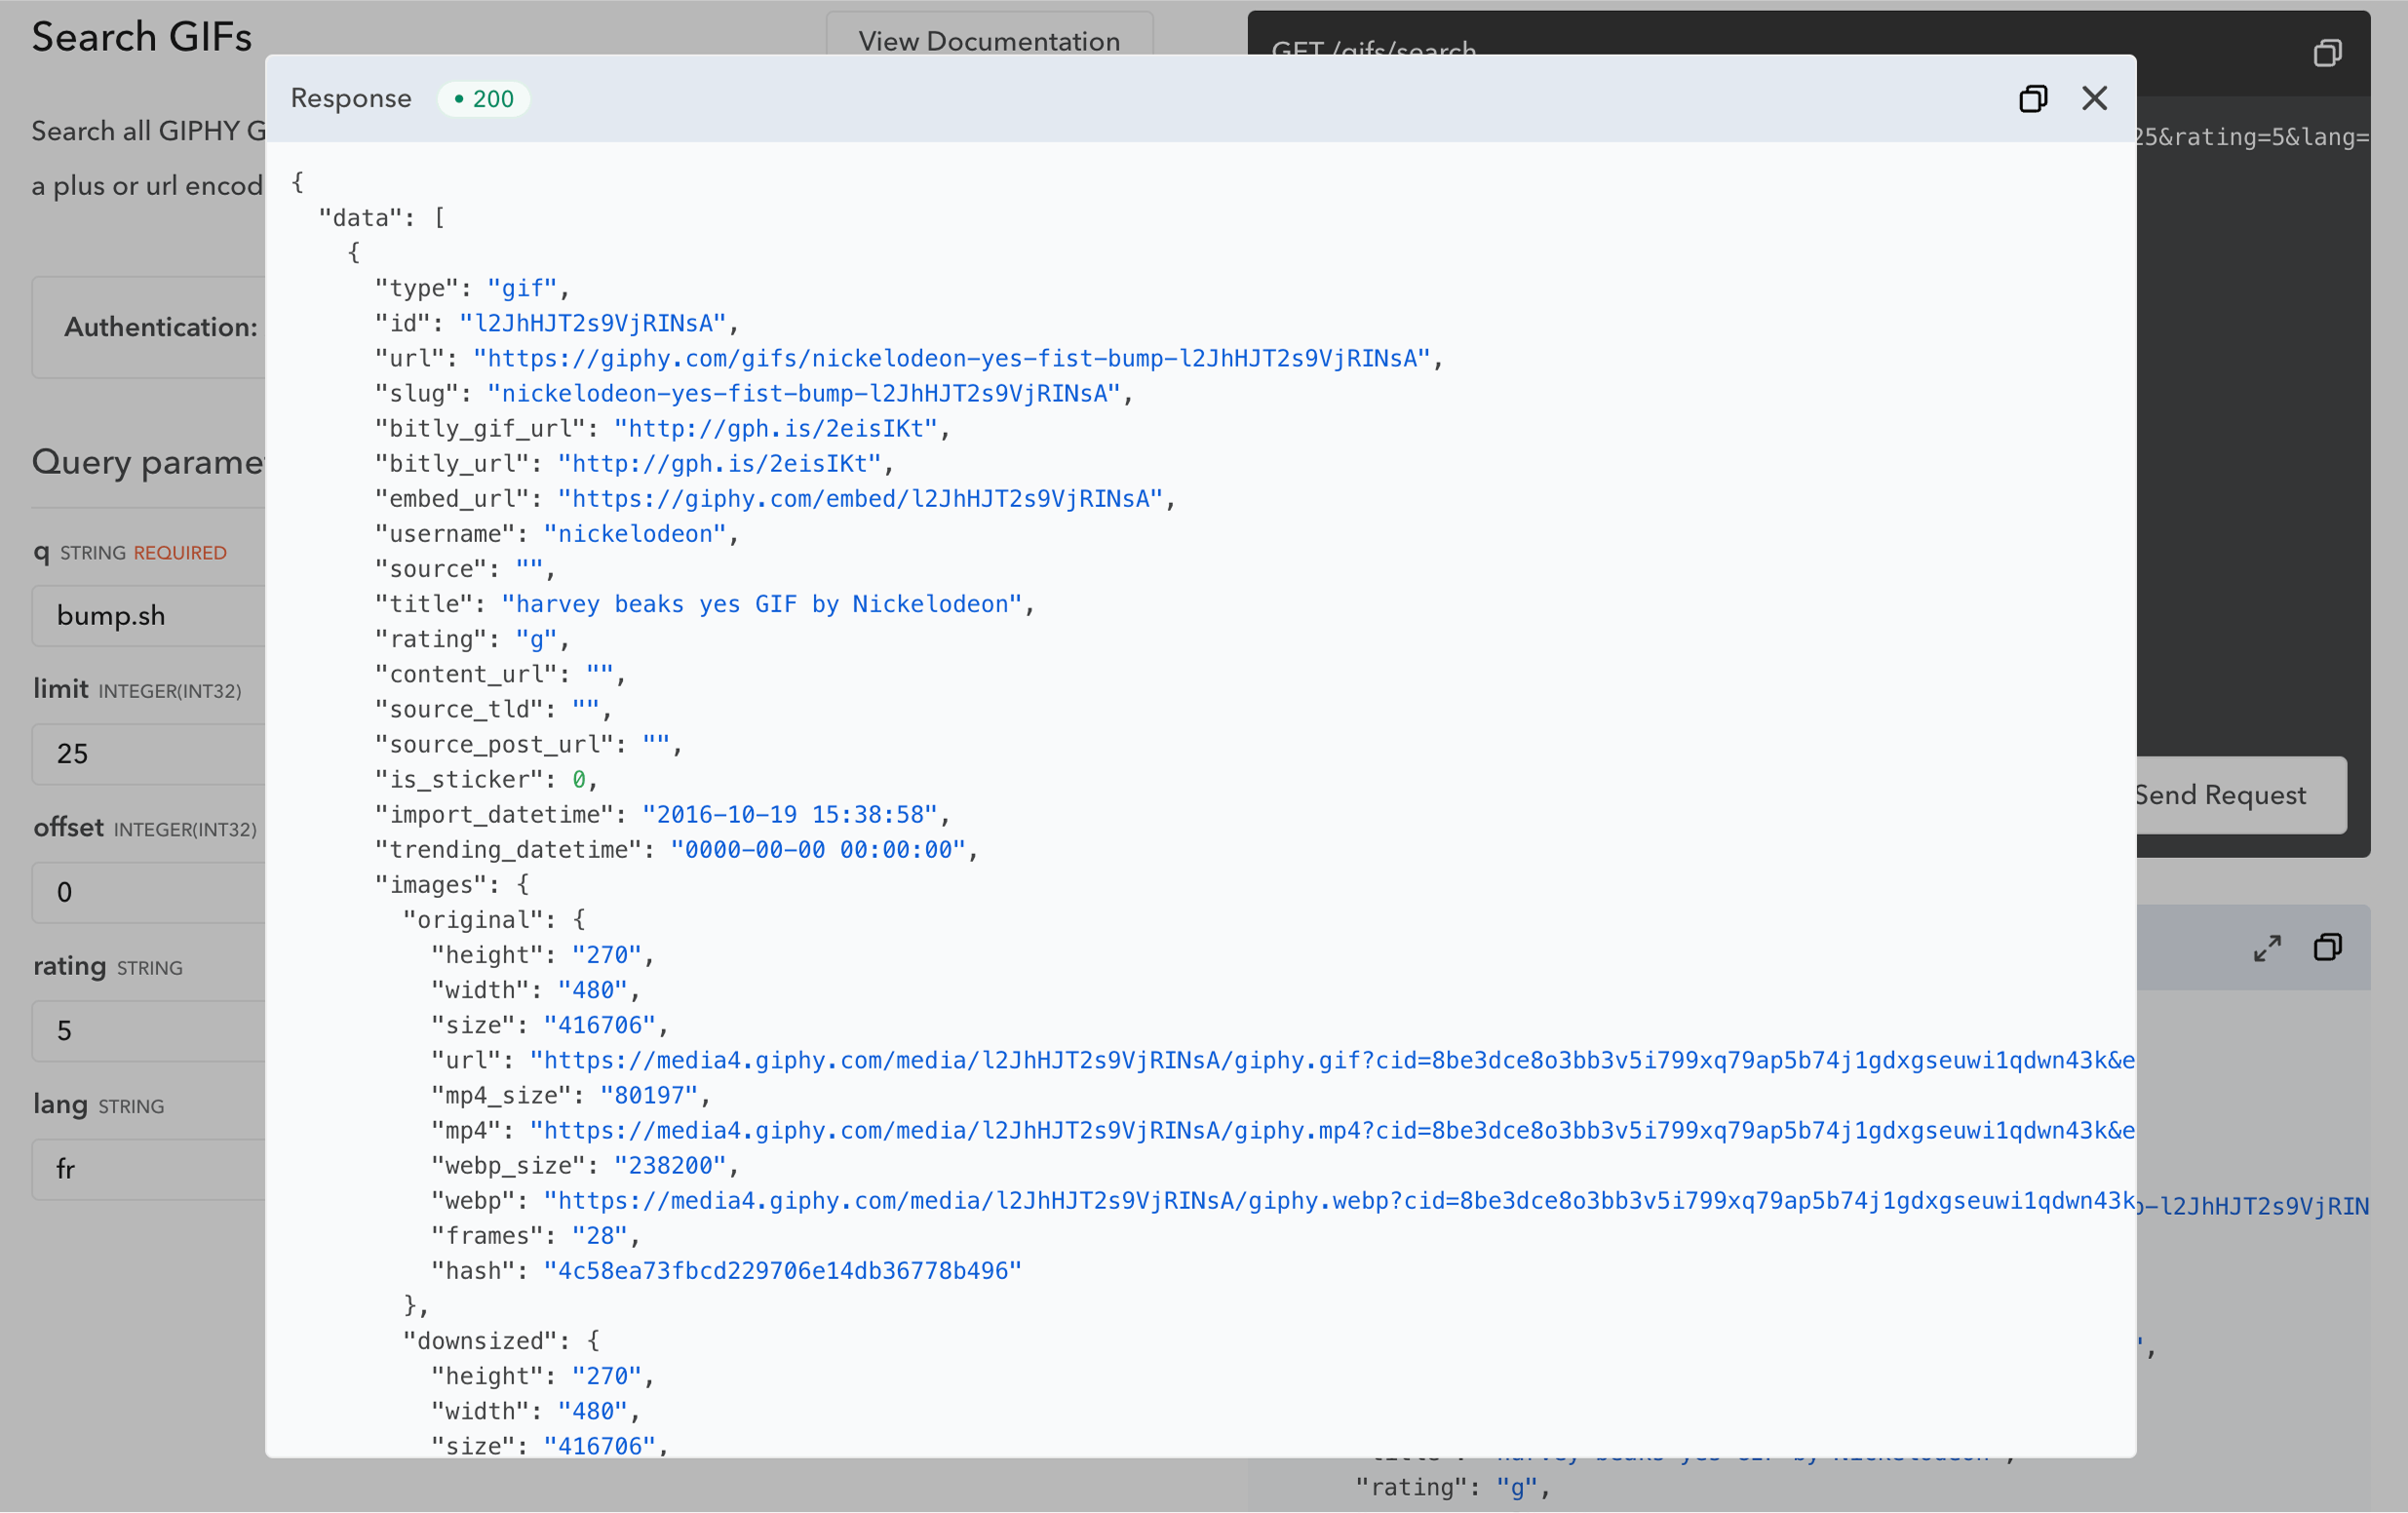 Search GIFs
View Documentation
GET /gifs/search
Search all GIPHY G
a plus or url encod
25&rating=5&lang=
Authentication:
Query parame
q STRING REQUIRED
bump.sh
limit INTEGER(INT32)
25
offset INTEGER(INT32)
0
rating STRING
5
lang STRING
fr
Response • 200
{
"data": [
{
"type": "gif",
"id": "l2JhHJT2s9VjRINsA",
"url": "https://giphy.com/gifs/nickelodeon-yes-fist-bump-l2JhHJT2s9VjRINsA",
"slug": "nickelodeon-yes-fist-bump-l2JhHJT2s9VjRINsA",
"bitly_gif_url": "http://gph.is/2eisIKt",
"bitly_url": "http://gph.is/2eisIKt",
"embed_url": "https://giphy.com/embed/l2JhHJT2s9VjRINsA",
"username": "nickelodeon",
"source": "",
"title": "harvey beaks yes GIF by Nickelodeon",
"rating": "g",
"content_url": "",
"source_tld": "",
"source_post_url": "",
"is_sticker": 0,
"import_datetime": "2016-10-19 15:38:58",
"trending_datetime": "0000-00-00 00:00:00",
"images": {
"original": {
"height": "270",
"width": "480",
"size": "416706",
"url": "https://media4.giphy.com/media/l2JhHJT2s9VjRINsA/giphy.gif?cid=8be3dce8o3bb3v5i799xq79ap5b74j1gdxgseuwi1qdwn43k&e
"mp4_size": "80197",
"mp4": "https://media4.giphy.com/media/l2JhHJT2s9VjRINsA/giphy.mp4?cid=8be3dce8o3bb3v5i799xq79ap5b74j1gdxgseuwi1qdwn43k&e
"webp_size": "238200",
"webp": "https://media4.giphy.com/media/l2JhHJT2s9VjRINsA/giphy.webp?cid=8be3dce8o3bb3v5i799xq79ap5b74j1gdxgseuwi1qdwn43k
"frames": "28",
"hash": "4c58ea73fbcd229706e14db36778b496"
},
"downsized": {
"height": "270",
"width": "480",
"size": "416706",
Send Request
-l2JhHJT2s9VjRIN
",
"rating": "g",